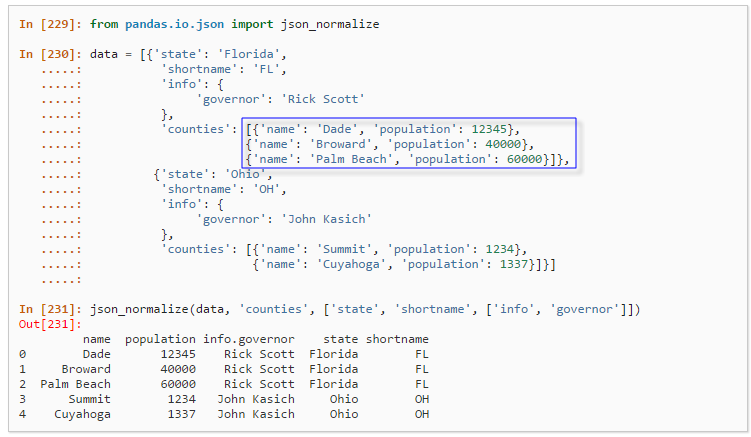 In [229]: from pandas.io.json import json_normalize
In [230]: data = [{'state': 'Florida',
   .....:           'shortname': 'FL',
   .....:           'info': {
   .....:                'governor': 'Rick Scott'
   .....:           },
   .....:           'counties': [{'name': 'Dade', 'population': 12345},
   .....:                       {'name': 'Broward', 'population': 40000},
   .....:                       {'name': 'Palm Beach', 'population': 60000}]},
   .....:          {'state': 'Ohio',
   .....:           'shortname': 'OH',
   .....:           'info': {
   .....:                'governor': 'John Kasich'
   .....:           },
   .....:           'counties': [{'name': 'Summit', 'population': 1234},
   .....:                        {'name': 'Cuyahoga', 'population': 1337}]}]
   .....:
In [231]: json_normalize(data, 'counties', ['state', 'shortname', ['info', 'governor']])
Out[231]:
         name  population info.governor    state shortname
0        Dade       12345    Rick Scott  Florida        FL
1     Broward       40000    Rick Scott  Florida        FL
2  Palm Beach       60000    Rick Scott  Florida        FL
3      Summit        1234   John Kasich     Ohio        OH
4    Cuyahoga        1337   John Kasich     Ohio        OH